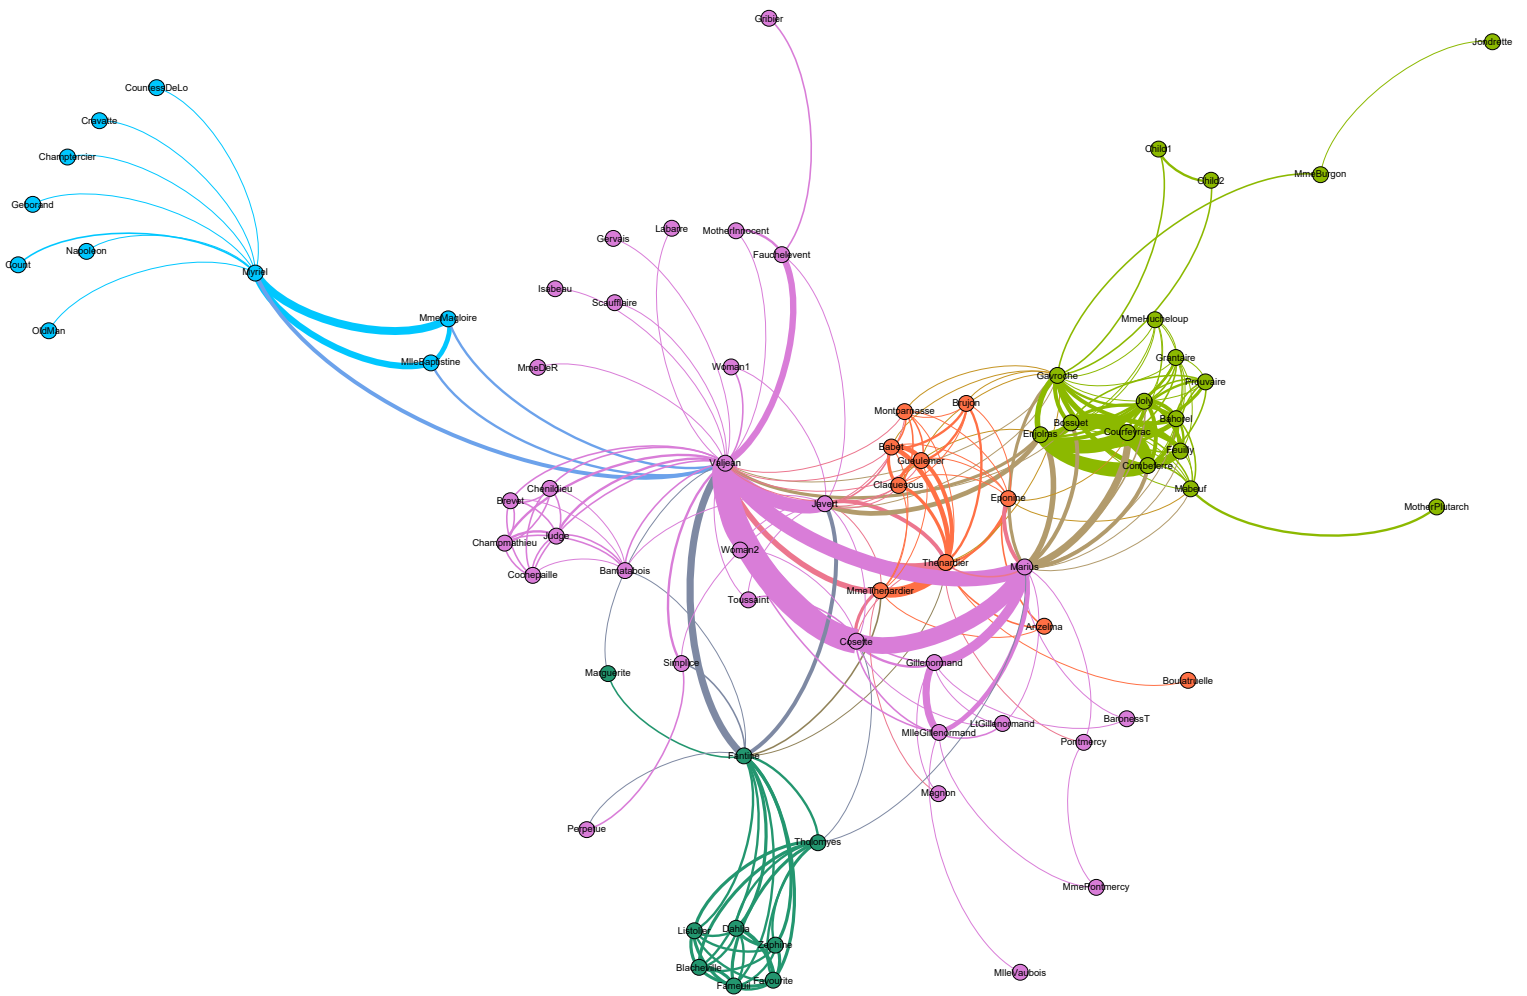 Gribier
Jondrette
CountessDeLo
Cravatte
Child1
Champtercier
MmeBurgon
Child2
Geborand
Labarre
MotherInnocent
Gervais
Napoleon
Fauchelevent
Count
Myriel
Isabeau
Scaufflaire
MmeMagloire
MmeHucheloup
OldMan
Grantaire
MlleBaptistine
MmeDeR
Woman1
Gavroche
Prouvaire
Joly
Brujon
Montparnasse
Bahorel
Bossuet
Courfeyrac
Enjolras
Babet
Feuilly
Gueulemer
Valjean
Combeferre
Claquesous
Chenildieu
Mabeuf
Brevet
Eponine
Javert
MotherPlutarch
Judge
Champmathieu
Woman2
Thenardier
Marius
Bamatabois
Cochepaille
MmeThenardier
Toussaint
Anzelma
Cosette
Simplice
Gillenormand
Marguerite
Boulatruelle
BaronessT
LtGillenormand
MlleGillenormand
Pontmercy
Fantine
Magnon
Perpetue
Tholomyes
MmePontmercy
Listolier
Dahlia
Zephine
Blacheville
MlleVaubois
Favourite
Fameuil